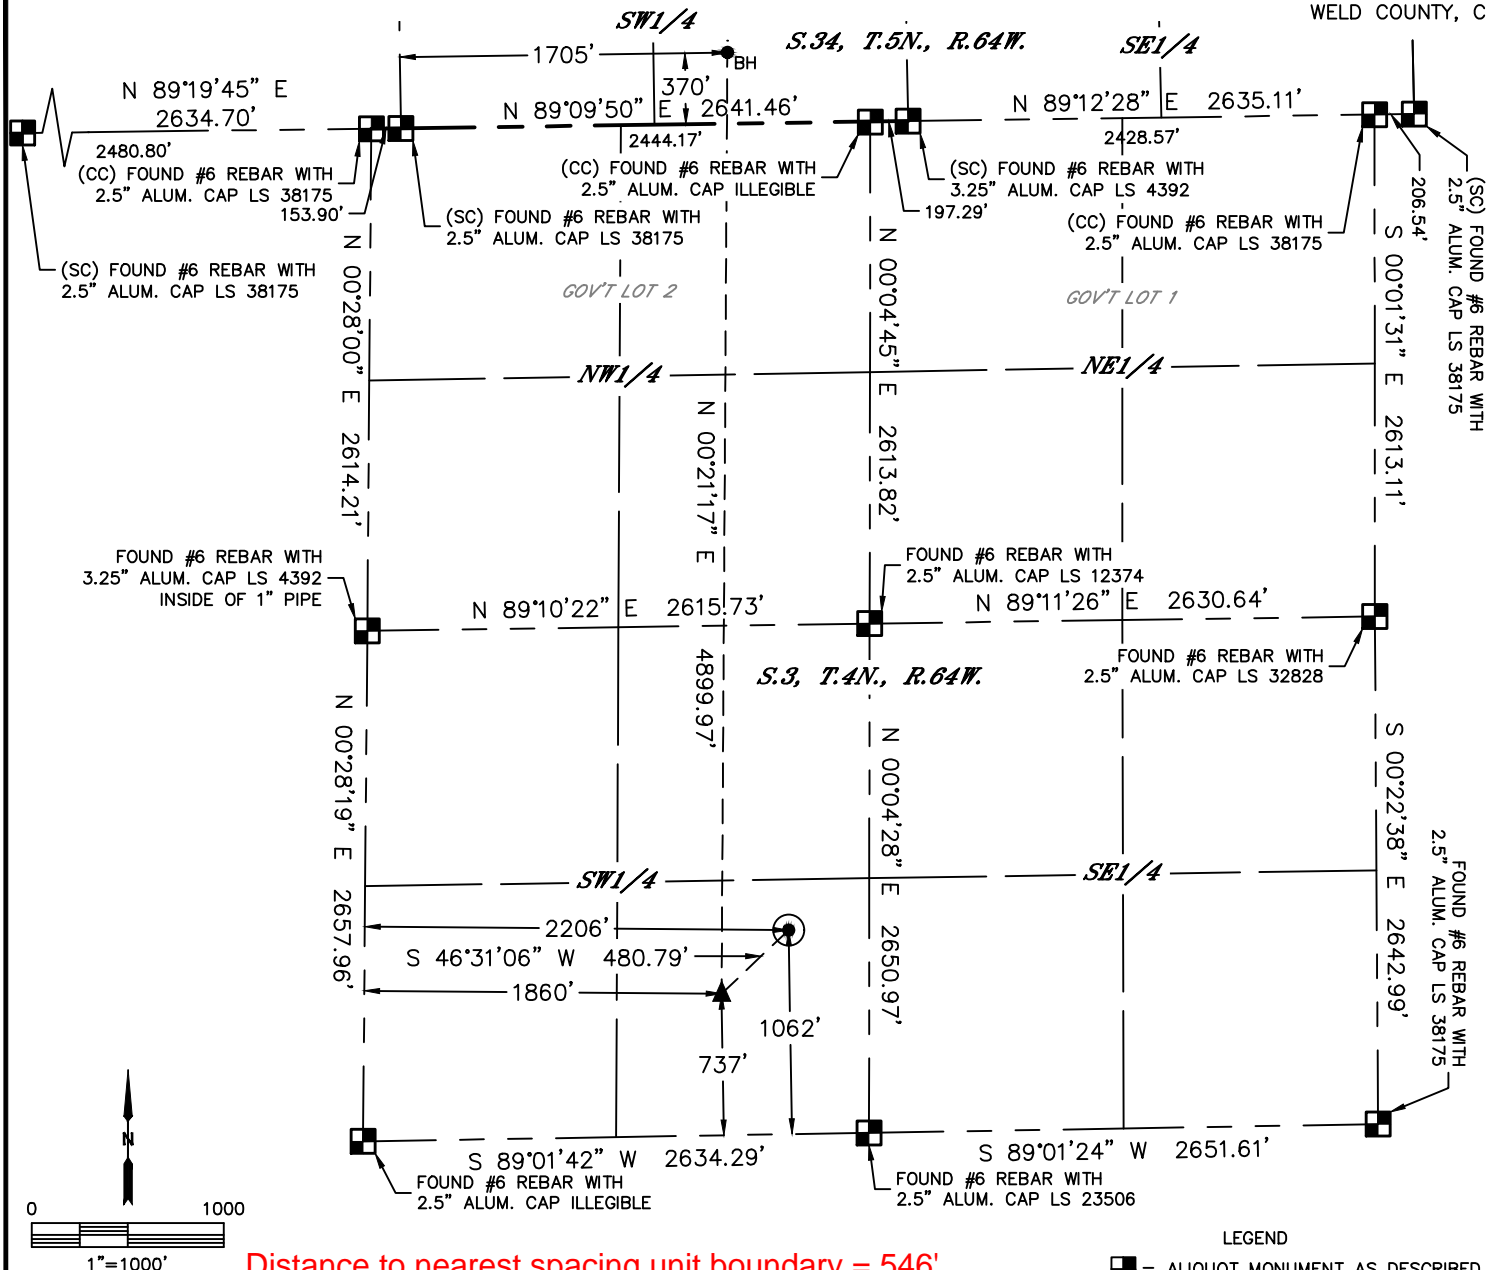 WELD COUNTY, C
SW1/4
S.34, T.5N., R.64W.
SE1/4
1705'
BH
370'
N 89°19'45" E
2634.70'
N 89°09'50" E 2641.46'
N 89°12'28" E 2635.11'
2480.80'
2444.17'
2428.57'
(CC) FOUND #6 REBAR WITH
2.5" ALUM. CAP LS 38175
153.90'
(CC) FOUND #6 REBAR WITH
2.5" ALUM. CAP ILLEGIBLE
(SC) FOUND #6 REBAR WITH
3.25" ALUM. CAP LS 4392
197.29'
(SC) FOUND #6 REBAR WITH
2.5" ALUM. CAP LS 38175
(CC) FOUND #6 REBAR WITH
2.5" ALUM. CAP LS 38175
206.54'
(SC) FOUND #6 REBAR WITH
2.5" ALUM. CAP LS 38175
(SC) FOUND #6 REBAR WITH
2.5" ALUM. CAP LS 38175
GOV'T LOT 2
GOV'T LOT 1
N 00°28'00" E 2614.21'
N 00°04'45" E 2613.82'
S 00°01'31" E 2613.11'
NW1/4
NE1/4
N 00°21'17" E 4899.97'
FOUND #6 REBAR WITH
3.25" ALUM. CAP LS 4392
INSIDE OF 1" PIPE
FOUND #6 REBAR WITH
2.5" ALUM. CAP LS 12374
N 89°10'22" E 2615.73'
N 89°11'26" E 2630.64'
S.3, T.4N., R.64W.
FOUND #6 REBAR WITH
2.5" ALUM. CAP LS 32828
N 00°28'19" E 2657.96'
N 00°04'28" E 2650.97'
S 00°22'38" E 2642.99'
SW1/4
SE1/4
FOUND #6 REBAR WITH
2.5" ALUM. CAP LS 38175
2206'
S 46°31'06" W 480.79'
1860'
1062'
737'
N
S 89°01'42" W 2634.29'
S 89°01'24" W 2651.61'
FOUND #6 REBAR WITH
2.5" ALUM. CAP ILLEGIBLE
FOUND #6 REBAR WITH
2.5" ALUM. CAP LS 23506
0 1000
1"=1000'
Distance to nearest spacing unit boundary = 546'
LEGEND
= ALIQUOT MONUMENT AS DESCRIBED